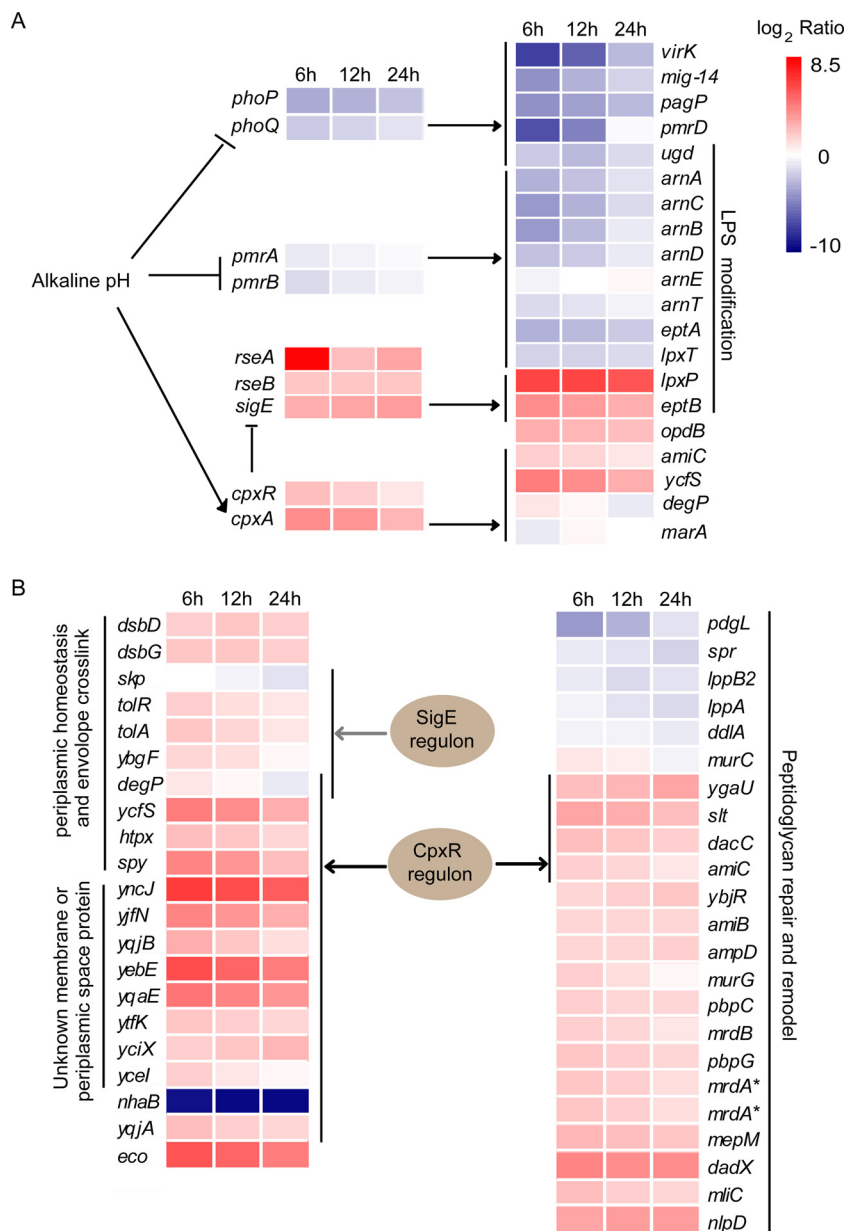 A
log2 Ratio
6h 12h 24h
8.5
0
-10
6h 12h 24h
phoP
phoQ
Alkaline pH
pmrA
pmrB
rseA
rseB
sigE
cpxR
cpxA
virK
mig-14
pagP
pmrD
ugd
arnA
arnC
arnB
arnD
arnE
arnT
eptA
lpxT
lpxP
eptB
opdB
amiC
ycfS
degP
marA
LPS modification
B
6h 12h 24h
periplasmic homeostasis
and envelope crosslink
dsbD
dsbG
skp
tolR
tolA
ybgF
degP
ycfS
htpx
spy
Unknown membrane or
periplasmic space protein
yncJ
yjfN
yqjB
yebE
yqaE
ytfK
yciX
yceI
nhaB
yqjA
eco
SigE
regulon
CpxR
regulon
6h 12h 24h
pdgL
spr
lppB2
lppA
ddlA
murC
ygaU
slt
dacC
amiC
ybjR
amiB
ampD
murG
pbpC
mrdB
pbpG
mrdA*
mrdA*
mepM
dadX
mliC
nlpD
Peptidoglycan repair and remodel